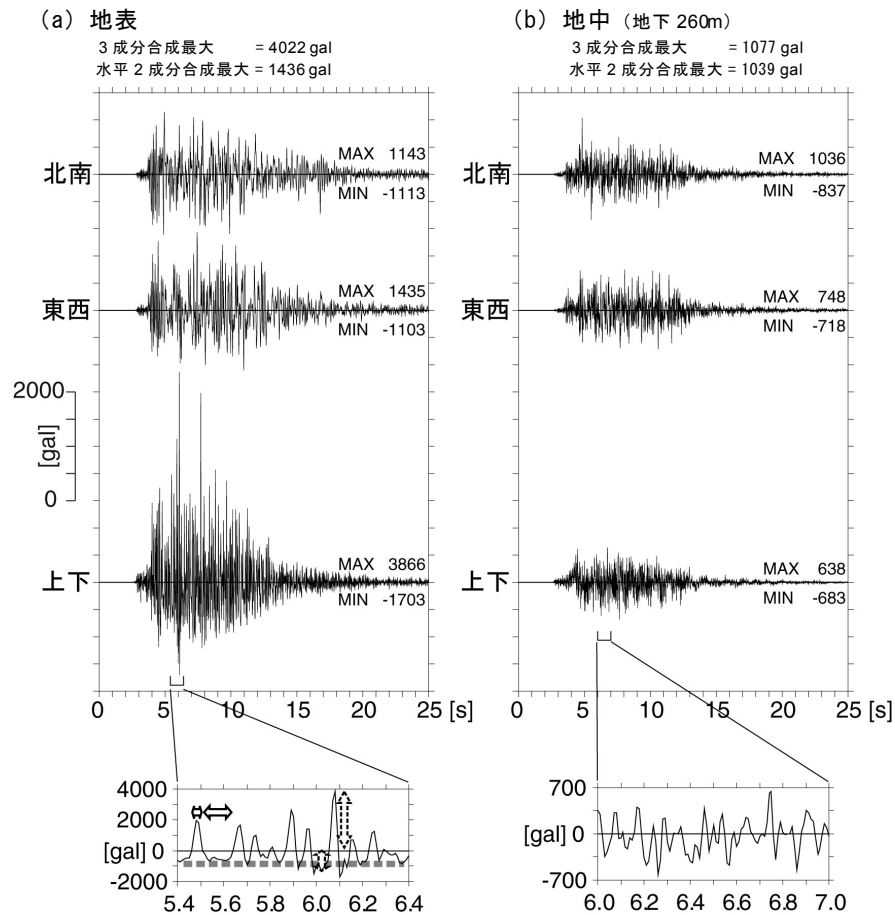 (a) 地表
3 成分合成最大 = 4022 gal
水平 2 成分合成最大 = 1436 gal
北南
MAX 1143
MIN -1113
東西
MAX 1435
MIN -1103
2000
[gal]
0
上下
MAX 3866
MIN -1703
0 5 10 15 20 25 [s]
4000
2000
[gal] 0
-2000
5.4 5.6 5.8 6.0 6.2 6.4
(b) 地中 (地下 260m)
3 成分合成最大 = 1077 gal
水平 2 成分合成最大 = 1039 gal
北南
MAX 1036
MIN -837
東西
MAX 748
MIN -718
上下
MAX 638
MIN -683
0 5 10 15 20 25 [s]
700
[gal] 0
-700
6.0 6.2 6.4 6.6 6.8 7.0